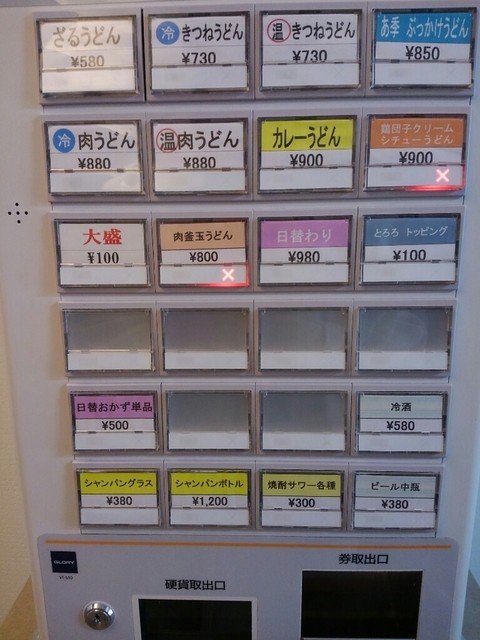 ざるうどん
¥580
冷 きつねうどん
¥730
温 きつねうどん
¥730
あ季 ぶっかけうどん
¥850
冷 肉うどん
¥880
温 肉うどん
¥880
カレーうどん
¥900
鶏団子クリーム
シチューうどん
¥900
×
大盛
¥100
肉釜玉うどん
¥800
×
日替わり
¥980
とろろ トッピング
¥100
日替おかず単品
¥500
冷酒
¥580
シャンパングラス
¥380
シャンパンボトル
¥1,200
焼酎サワー各種
¥300
ビール中瓶
¥380
GLORY
硬貨取出口
券取出口